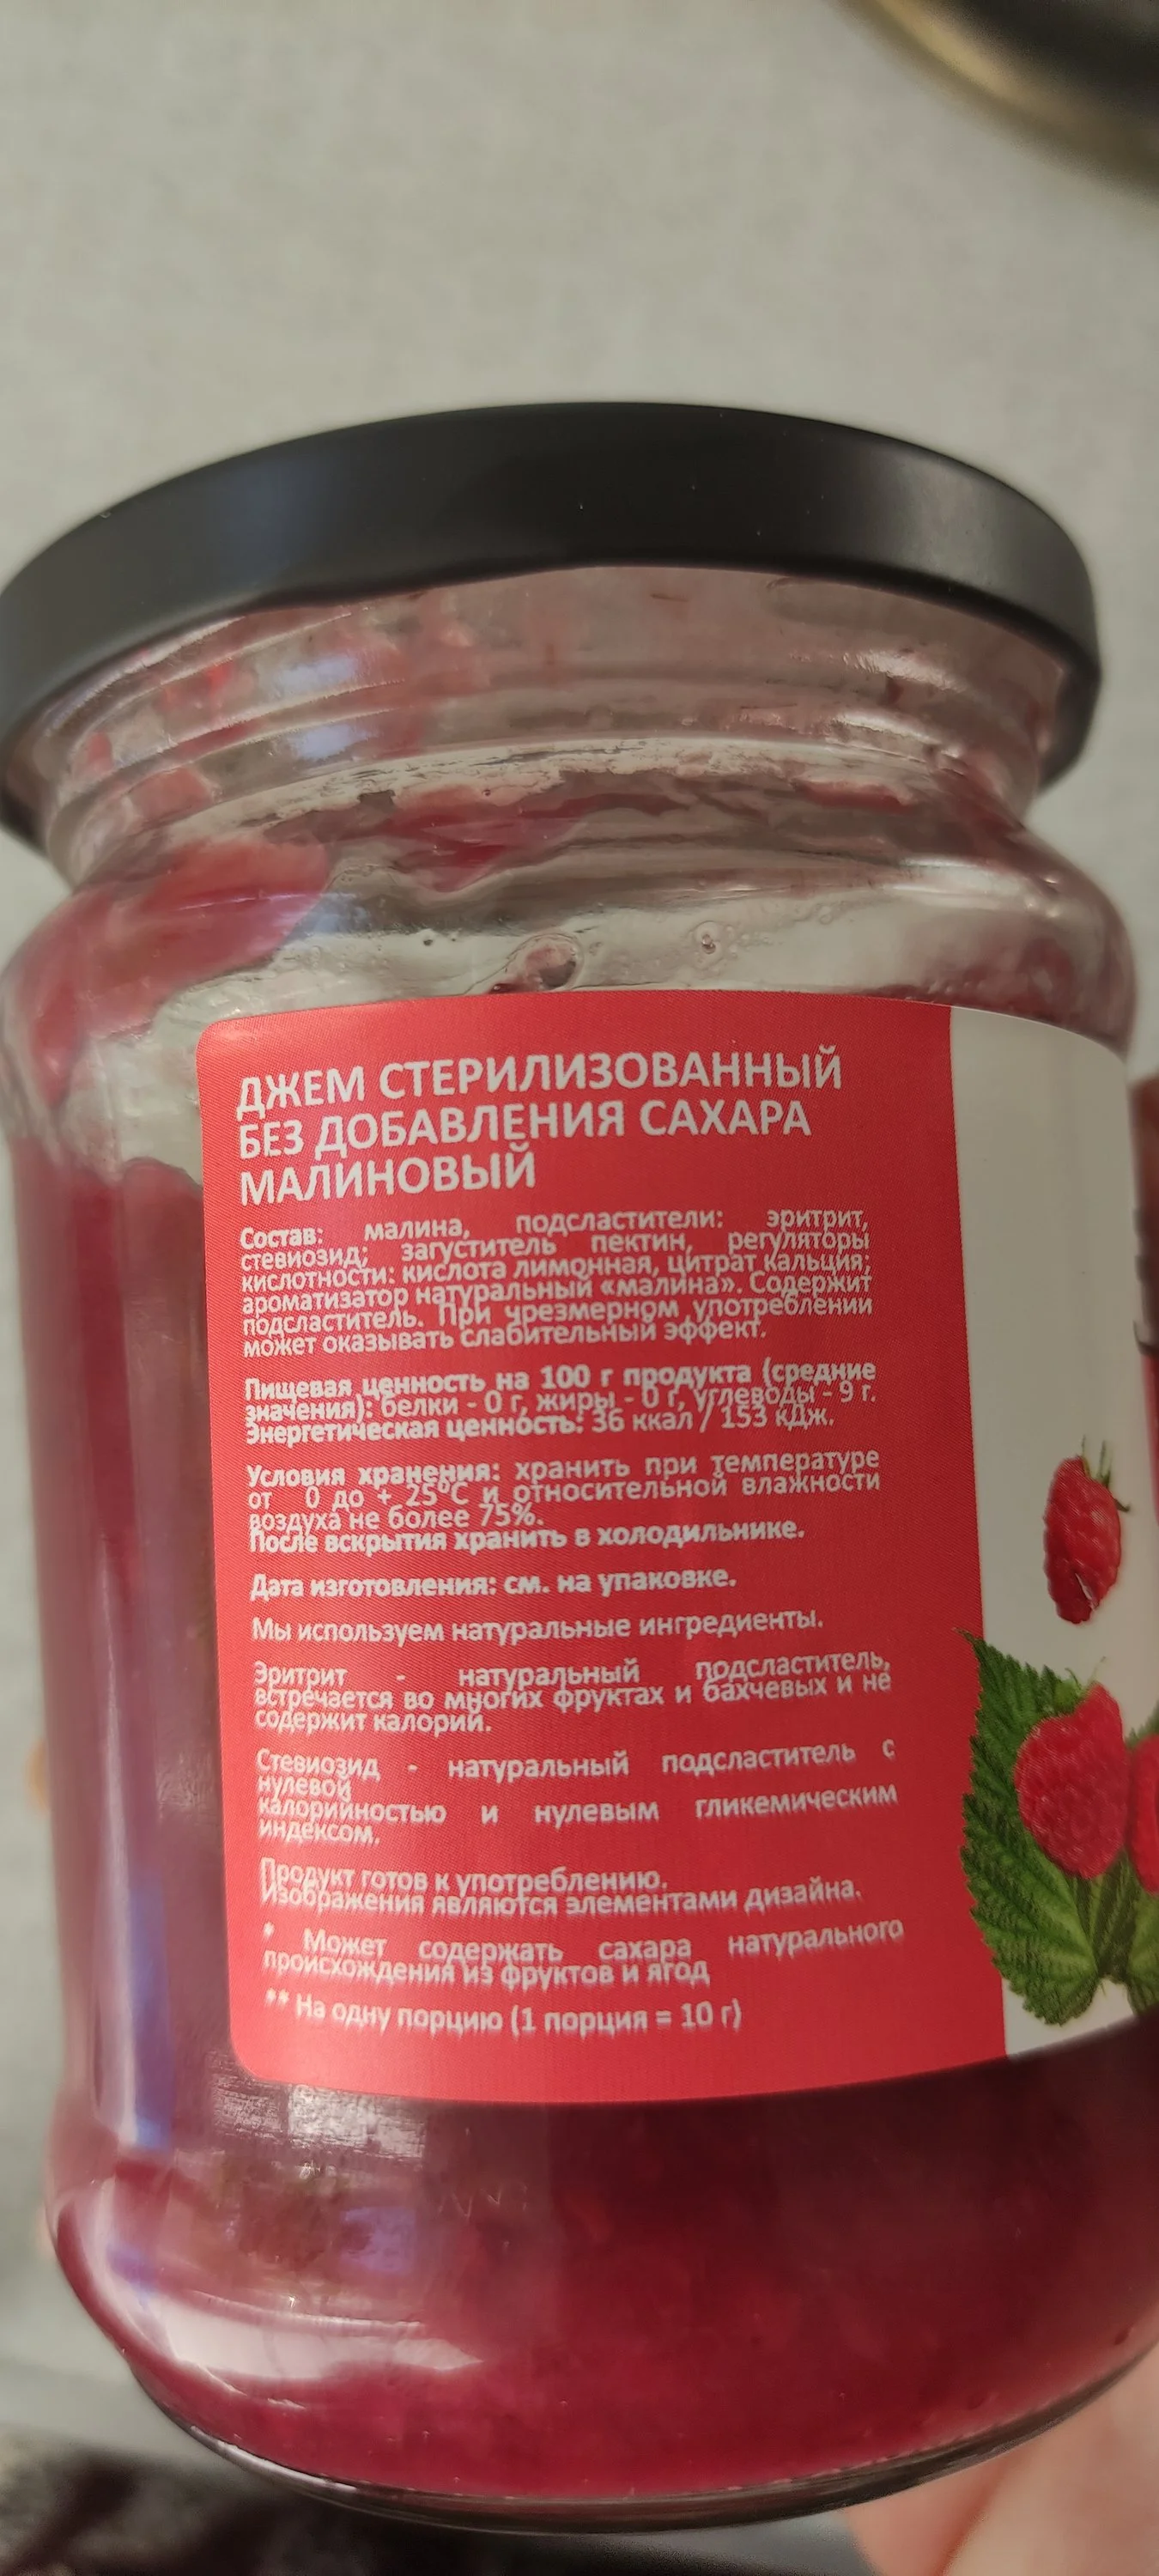 ДЖЕМ СТЕРИЛИЗОВАННЫЙ
БЕЗ ДОБАВЛЕНИЯ САХАРА
МАЛИНОВЫЙ
Состав: малина, подсластители: эритрит,
стевиозид; загуститель пектин, регуляторы
кислотности: кислота лимонная, цитрат кальция;
ароматизатор натуральный «малина». Содержит
подсластитель. При чрезмерном употреблении
может оказывать слабительный эффект.
Пищевая ценность на 100 г продукта (средние
значения): белки - 0 г, жиры - 0 г, углеводы - 9 г.
Энергетическая ценность: 36 ккал / 153 кДж.
Условия хранения: хранить при температуре
от 0 до + 25°С и относительной влажности
воздуха не более 75%.
После вскрытия хранить в холодильнике.
Дата изготовления: см. на упаковке.
Мы используем натуральные ингредиенты.
Эритрит - натуральный подсластитель,
встречается во многих фруктах и бахчевых и не
содержит калорий.
Стевиозид - натуральный подсластитель с
нулевой
калорийностью и нулевым гликемическим
индексом.
Продукт готов к употреблению.
Изображения являются элементами дизайна.
* Может содержать сахара натурального
происхождения из фруктов и ягод
** На одну порцию (1 порция = 10 г)